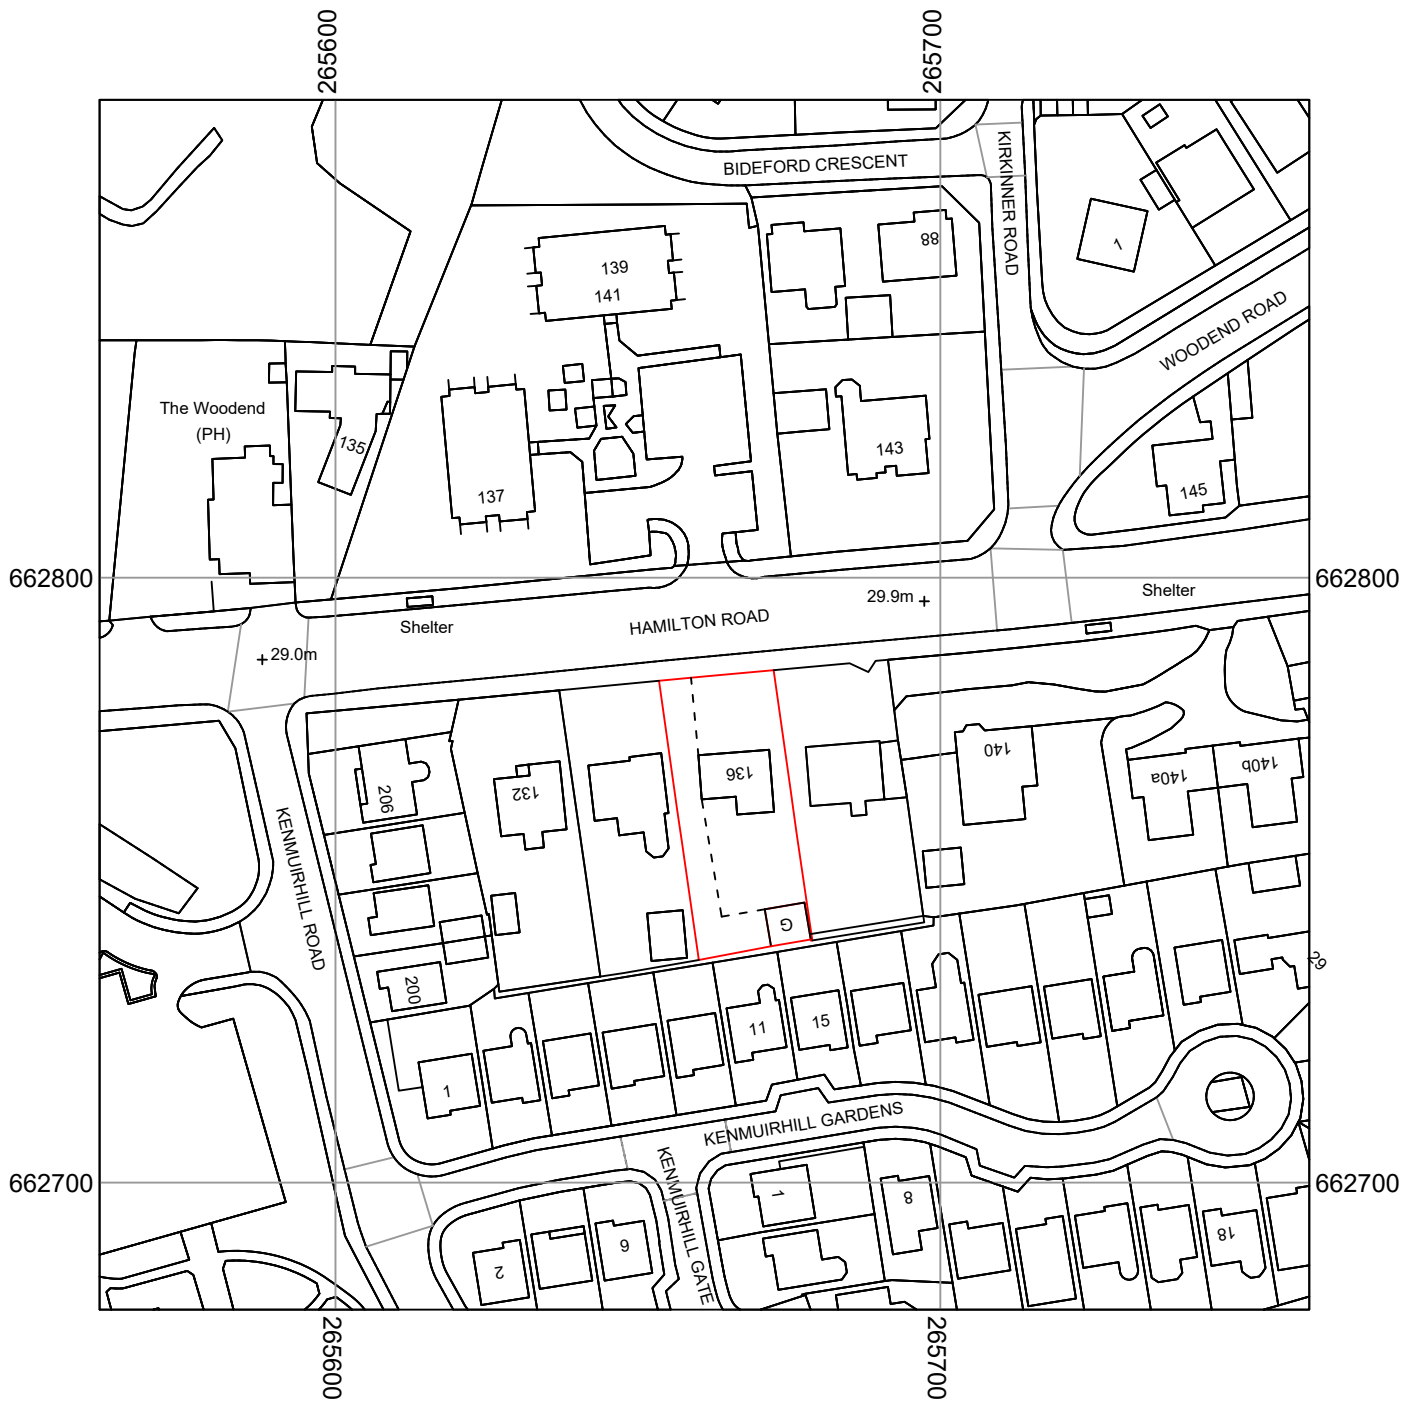 265600
265700
BIDEFORD CRESCENT
KIRKINNER ROAD
88
1
139
141
WOODEND ROAD
The Woodend
(PH)
135
143
137
145
662800
662800
29.9m
Shelter
Shelter
HAMILTON ROAD
29.0m
140
136
140b
140a
132
206
KENMUIRHILL ROAD
G
29
200
11
15
1
KENMUIRHILL GARDENS
KENMUIRHILL GATE
662700
662700
1
8
18
6
2
265600
265700